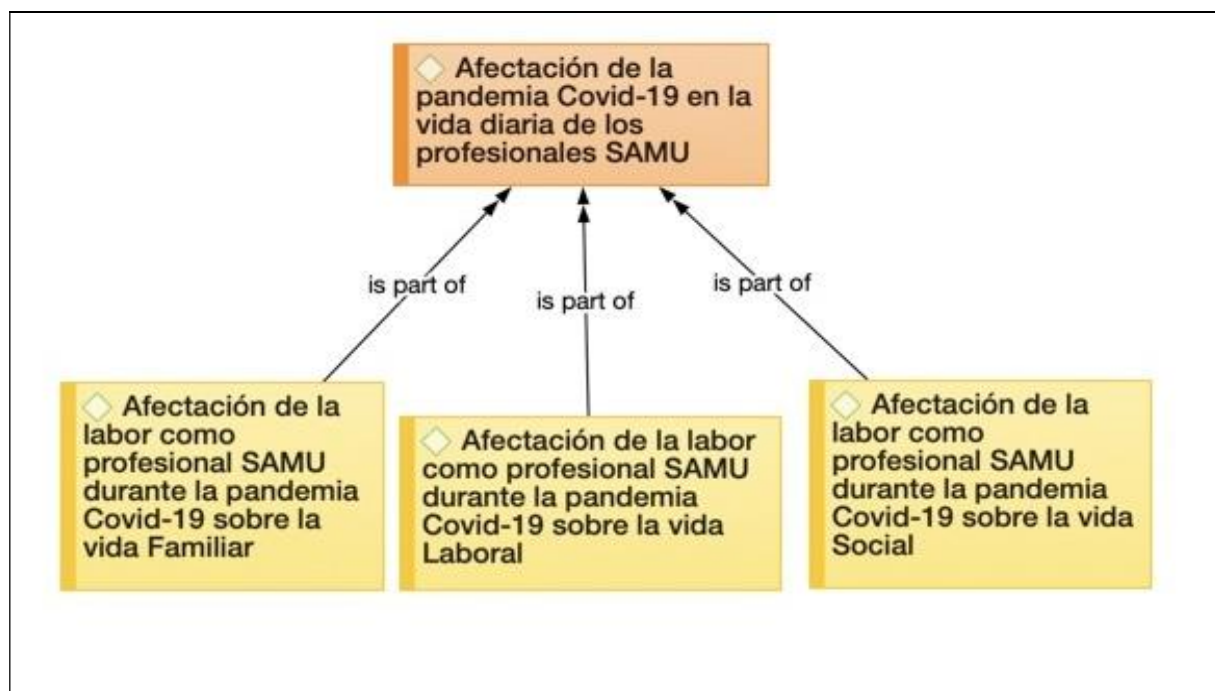 Afectación de la
pandemia Covid-19 en la
vida diaria de los
profesionales SAMU
is part of
is part of
is part of
Afectación de la
labor como
profesional SAMU
durante la pandemia
Covid-19 sobre la
vida Familiar
Afectación de la labor
como profesional SAMU
durante la pandemia
Covid-19 sobre la vida
Laboral
Afectación de la
labor como
profesional SAMU
durante la pandemia
Covid-19 sobre la vida
Social